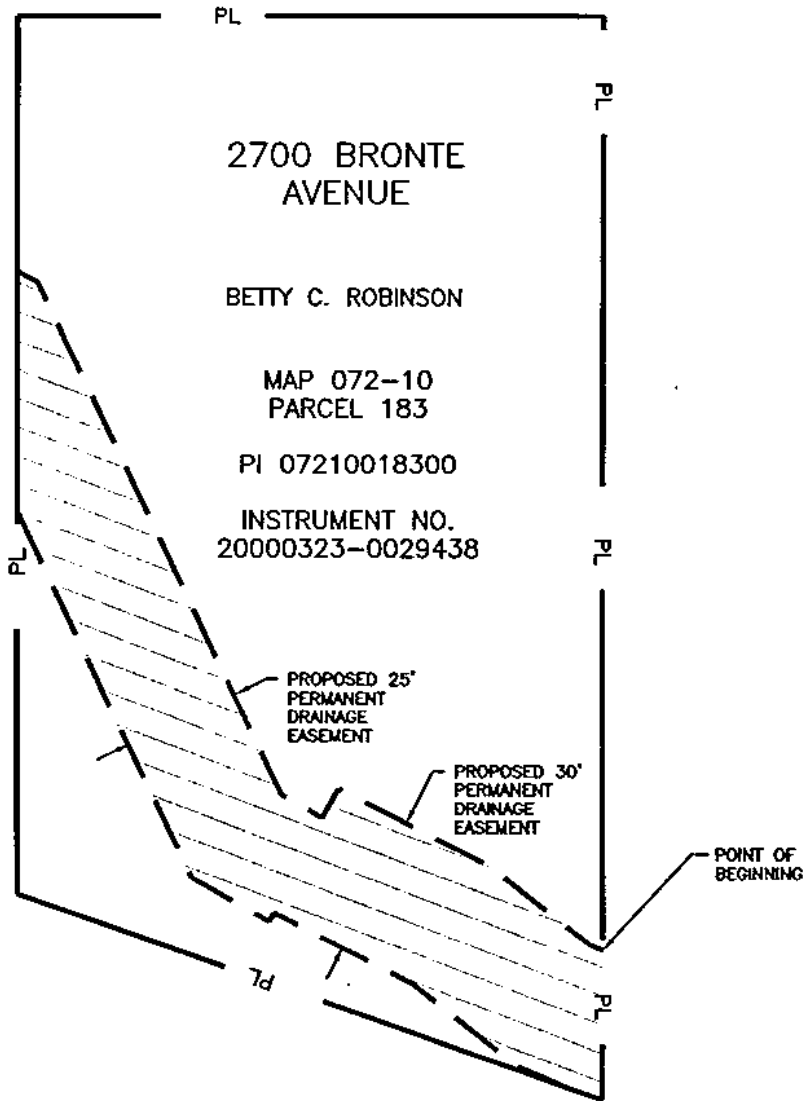 PL
PL
2700 BRONTE
AVENUE
BETTY C. ROBINSON
MAP 072-10
PARCEL 183
PI 07210018300
INSTRUMENT NO.
20000323-0029438
PL
PL
PROPOSED 25'
PERMANENT
DRAINAGE
EASEMENT
PROPOSED 30'
PERMANENT
DRAINAGE
EASEMENT
POINT OF
BEGINNING
PL
PL